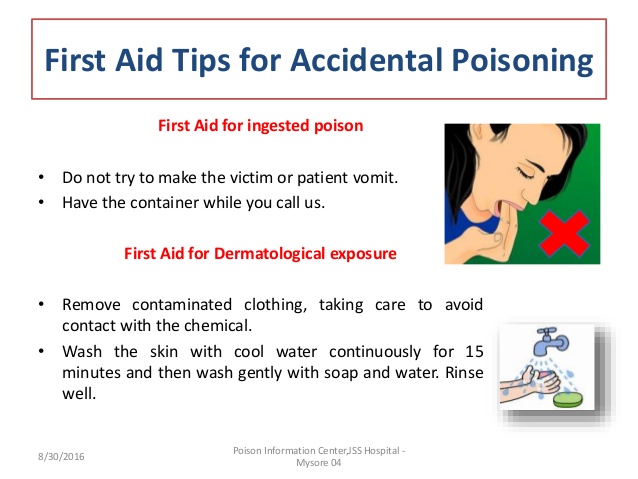 First Aid Tips for Accidental Poisoning
First Aid for ingested poison
• Do not try to make the victim or patient vomit.
• Have the container while you call us.
First Aid for Dermatological exposure
• Remove contaminated clothing, taking care to avoid
contact with the chemical.
• Wash the skin with cool water continuously for 15
minutes and then wash gently with soap and water. Rinse
well.
8/30/2016
Poison Information Center,JSS Hospital -
Mysore 04